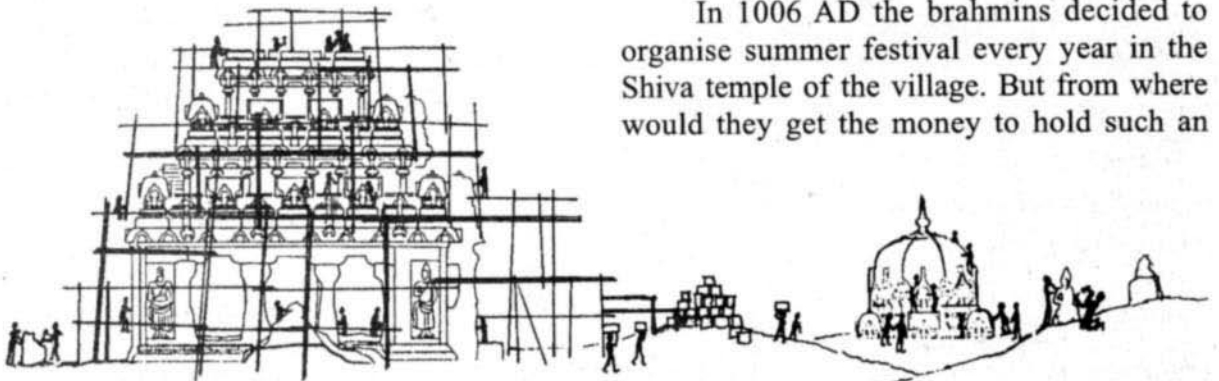 In 1006 AD the brahmins decided to
organise summer festival every year in the
Shiva temple of the village. But from where
would they get the money to hold such an